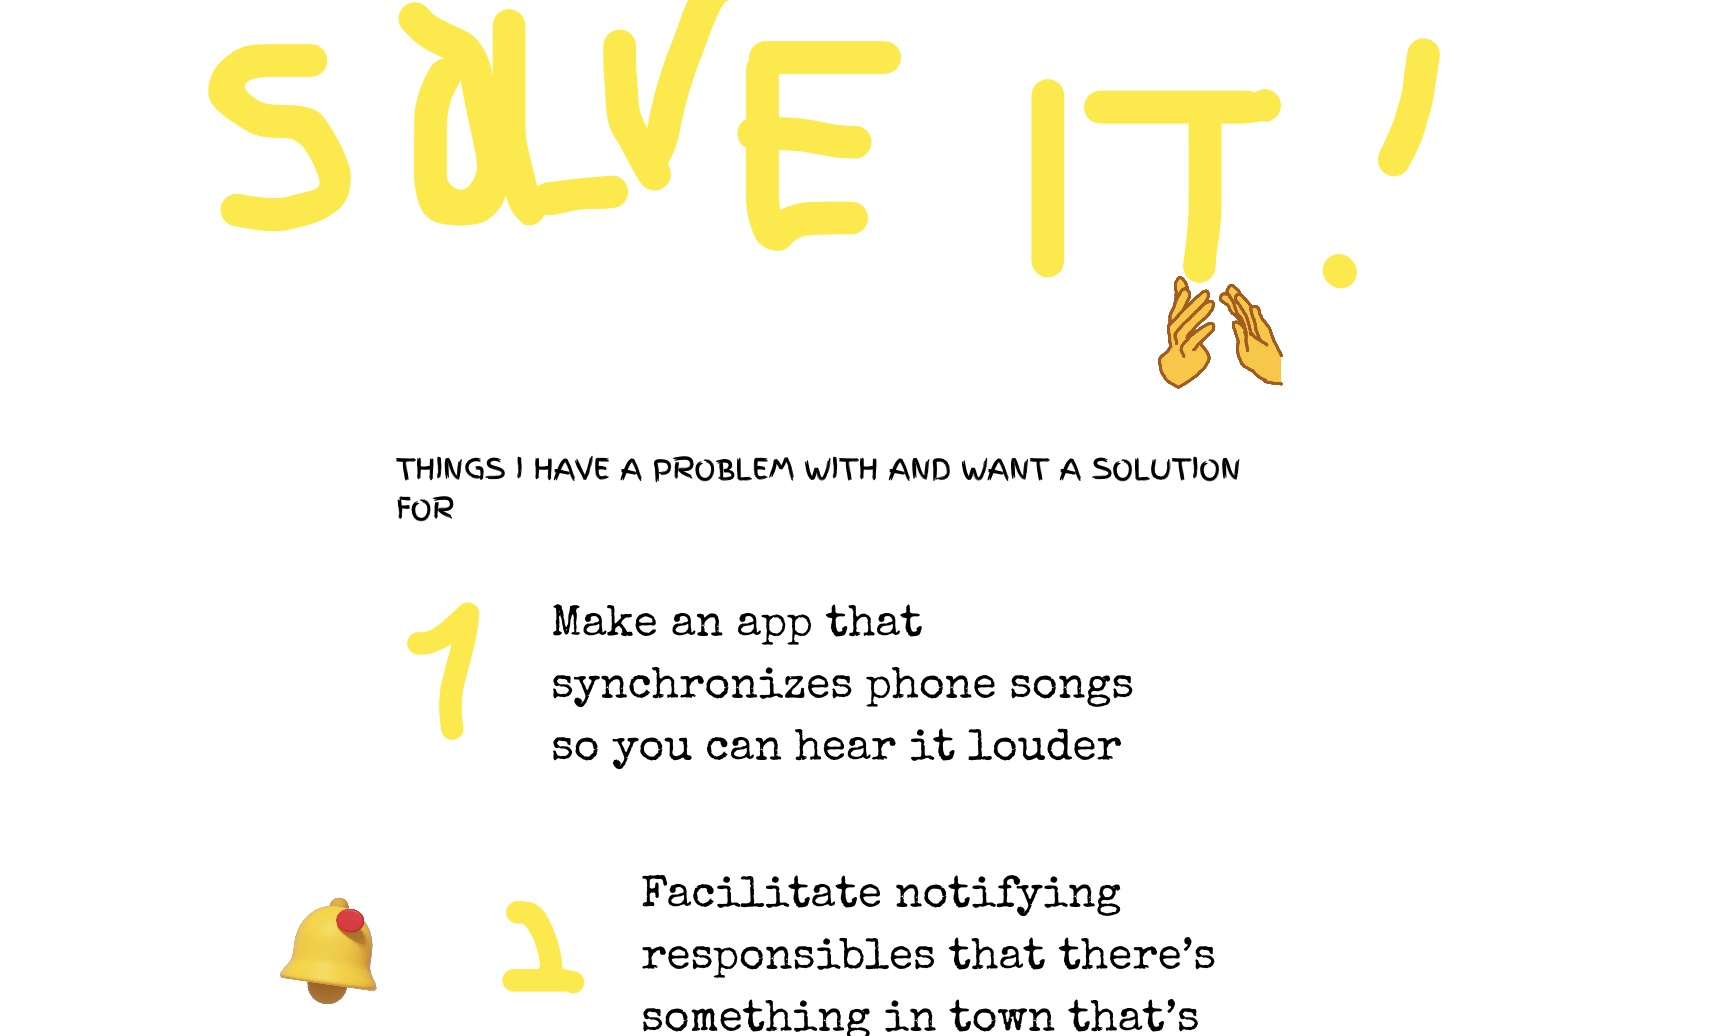 SOLVE IT!
THINGS I HAVE A PROBLEM WITH AND WANT A SOLUTION
FOR
1
Make an app that
synchronizes phone songs
so you can hear it louder
2
Facilitate notifying
responsibles that there's
something in town that's